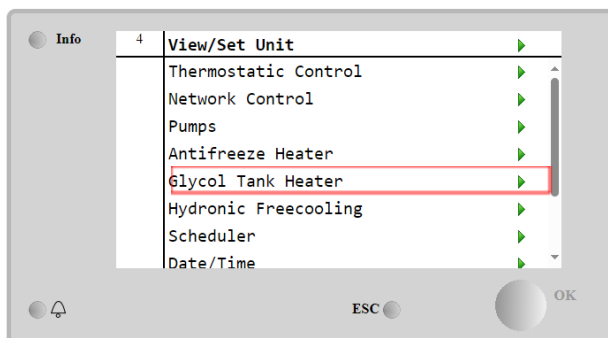 Info
4 View/Set Unit
Thermostatic Control
Network Control
Pumps
Antifreeze Heater
Glycol Tank Heater
Hydronic Freecooling
Scheduler
Date/Time
ESC
OK